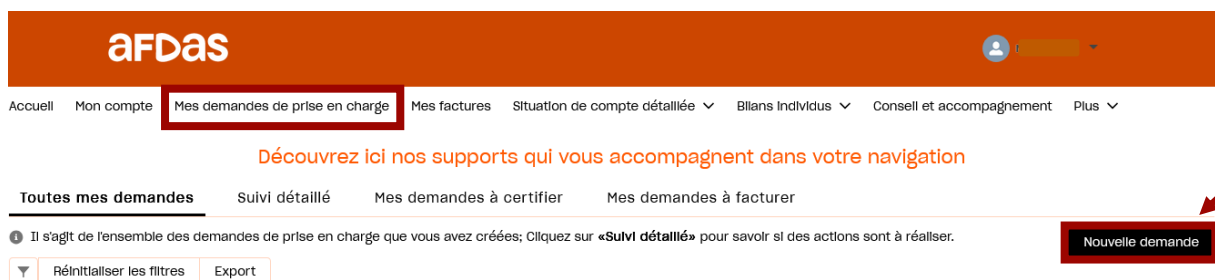 aFDas
Accueil Mon compte Mes demandes de prise en charge Mes factures Situation de compte détaillée Bilans Individus Conseil et accompagnement Plus
Découvrez ici nos supports qui vous accompagnent dans votre navigation
Toutes mes demandes Suivi détaillé Mes demandes à certifier Mes demandes à facturer
Il s'agit de l'ensemble des demandes de prise en charge que vous avez créées; Cliquez sur «Suivi détaillé» pour savoir si des actions sont à réaliser.
Nouvelle demande
Réinitialiser les filtres Export